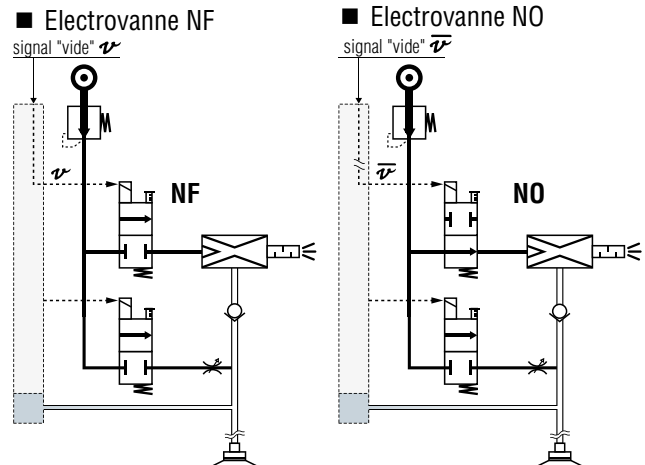 ■ Electrovanne NF
signal "vide" v
v
NF
■ Electrovanne NO
signal "vide" v̅
v̅
NO